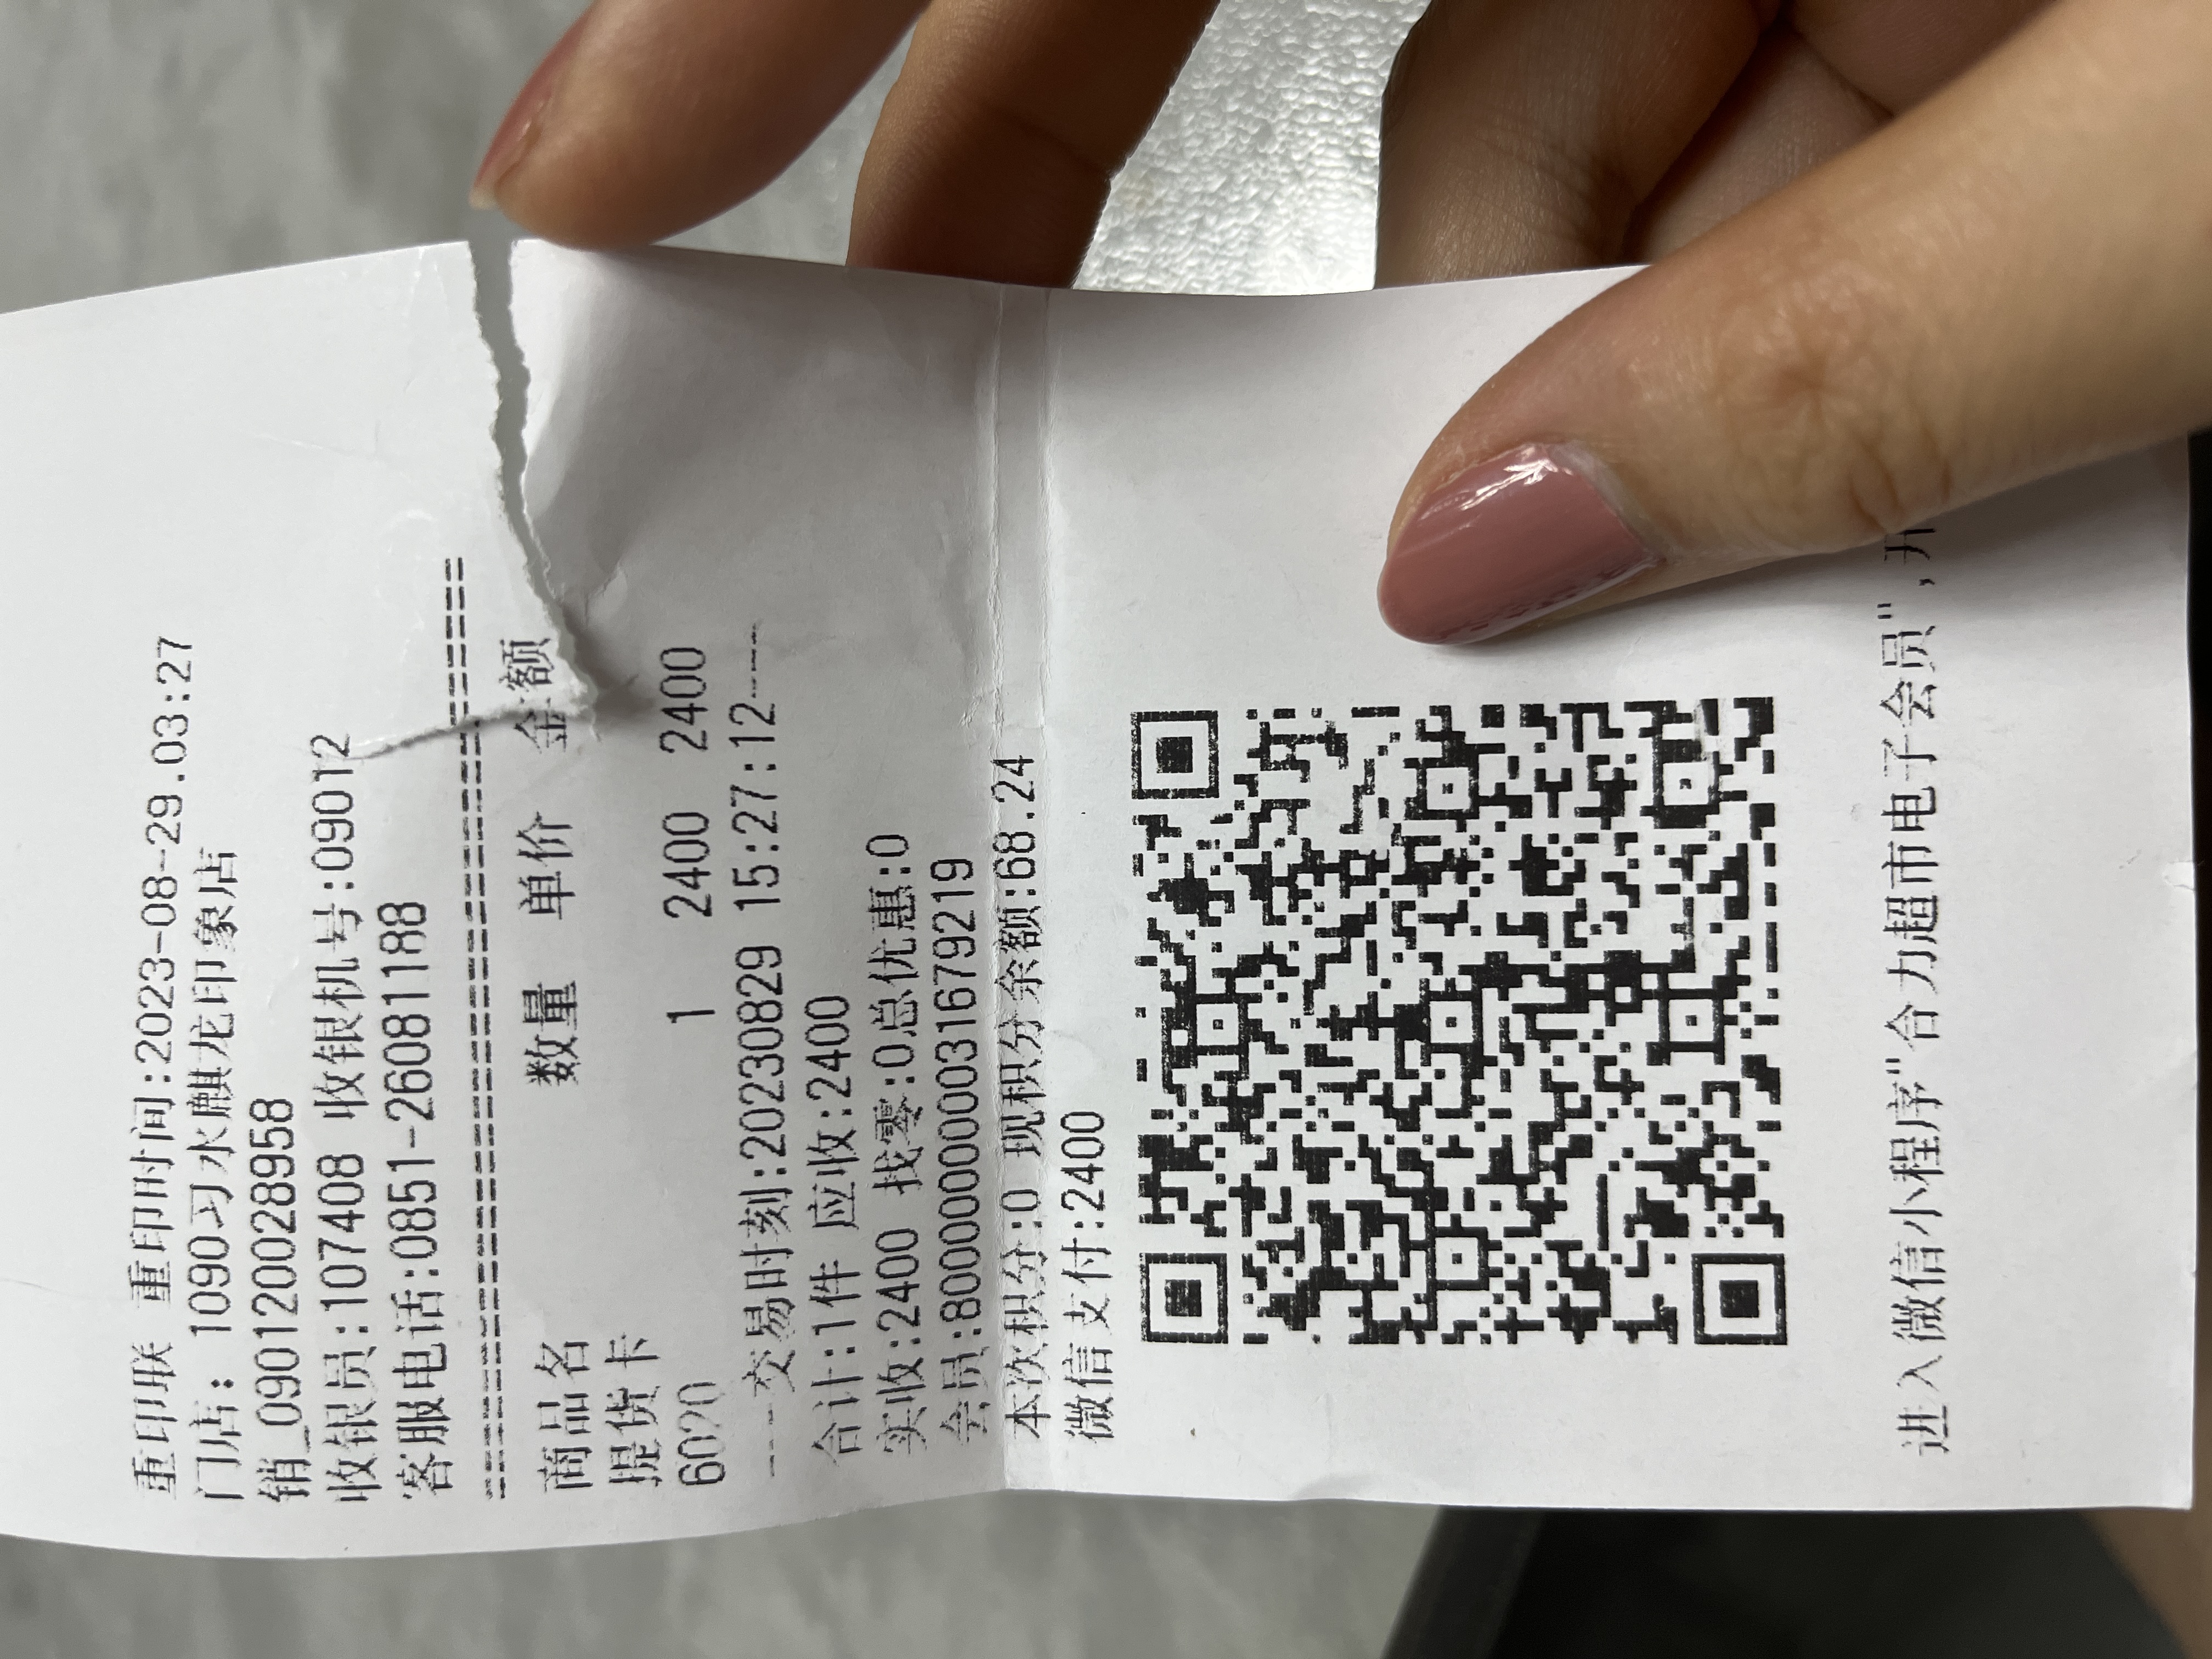 重印联 重印时间:2023-08-29.03:27
门店: 1090习水麒龙印象店
销_090120028958
收银员:107408 收银机号:09012
客服电话:0851-26081188
==============================
商品名 数量 单价 金额
提货卡
6020 1 2400 2400
----交易时刻:20230829 15:27:12----
合计:1件 应收:2400
实收:2400 找零:0总优惠:0
会员:8000000031679219
本次积分:0 现积分余额:68.24
微信支付:2400
进入微信小程序"合力超市电子会员",开